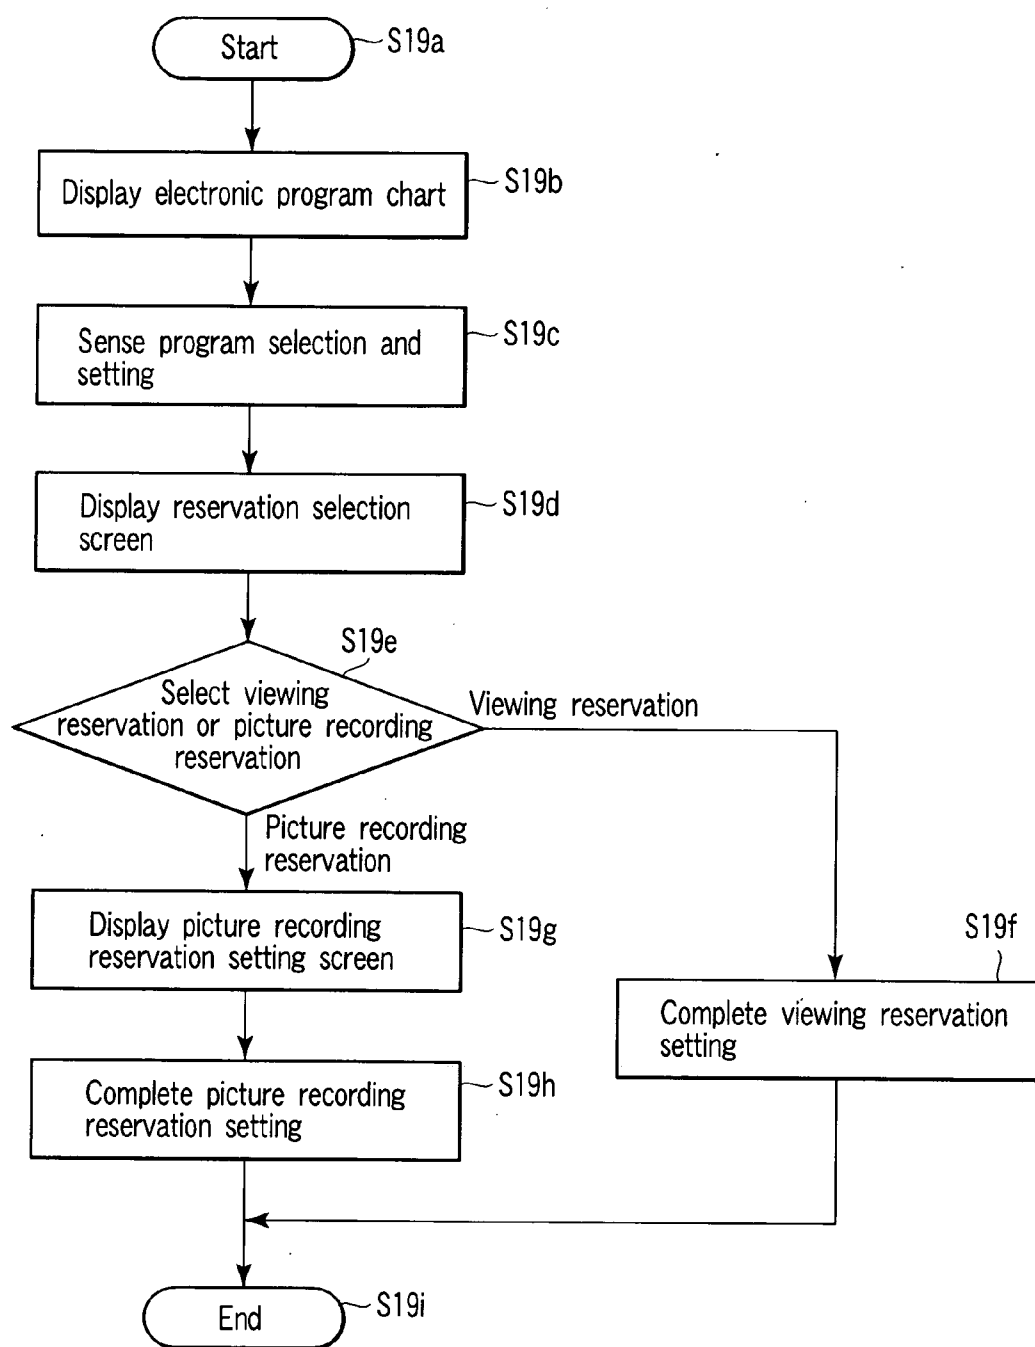 Start
S19a
Display electronic program chart
S19b
Sense program selection and
setting
S19c
Display reservation selection
screen
S19d
S19e
Select viewing
reservation or picture recording
reservation
Viewing reservation
Picture recording
reservation
Display picture recording
reservation setting screen
S19g
S19f
Complete viewing reservation
setting
Complete picture recording
reservation setting
S19h
End
S19i